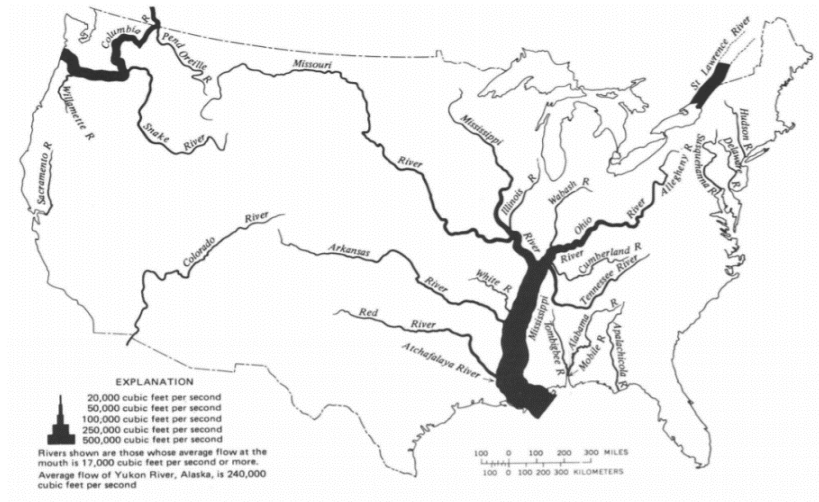 Columbia R
Pend Oreille R
Missouri
River
Willamette R
Snake River
Sacramento R
Colorado River
Mississippi
River
Illinois R
Wabash R
Ohio River
Allegheny R
St Lawrence River
Hudson R
Delaware R
Susquehanna R
River
Cumberland R
Tennessee River
Arkansas
River
White R
Mississippi
Red River
Atchafalaya River
Tombigbee R
Alabama R
Mobile R
Apalachicola R
EXPLANATION
20,000 cubic feet per second
50,000 cubic feet per second
100,000 cubic feet per second
250,000 cubic feet per second
500,000 cubic feet per second
Rivers shown are those whose average flow at the
mouth is 17,000 cubic feet per second or more.
Average flow of Yukon River, Alaska, is 240,000
cubic feet per second
100 0 100 200 300 MILES
100 0 100 200 300 KILOMETERS